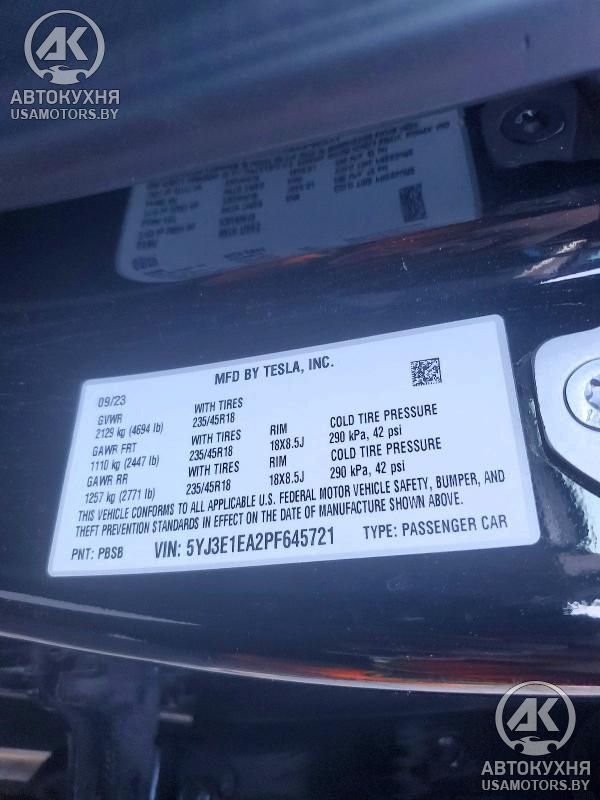 AK
АВТОКУХНЯ
USAMOTORS.BY
MFD BY TESLA, INC.
09/23
GVWR WITH TIRES
2129 kg (4694 lb) 235/45R18
GAWR FRT WITH TIRES RIM COLD TIRE PRESSURE
1110 kg (2447 lb) 235/45R18 18X8.5J 290 kPa, 42 psi
GAWR RR WITH TIRES RIM COLD TIRE PRESSURE
1257 kg (2771 lb) 235/45R18 18X8.5J 290 kPa, 42 psi
THIS VEHICLE CONFORMS TO ALL APPLICABLE U.S. FEDERAL MOTOR VEHICLE SAFETY, BUMPER, AND
THEFT PREVENTION STANDARDS IN EFFECT ON THE DATE OF MANUFACTURE SHOWN ABOVE.
PNT: PBSB VIN: 5YJ3E1EA2PF645721 TYPE: PASSENGER CAR
AK
АВТОКУХНЯ
USAMOTORS.BY